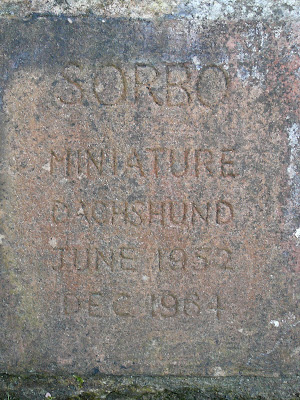 SORBO
MINIATURE
DACHSHUND
JUNE 1952
DEC 1964